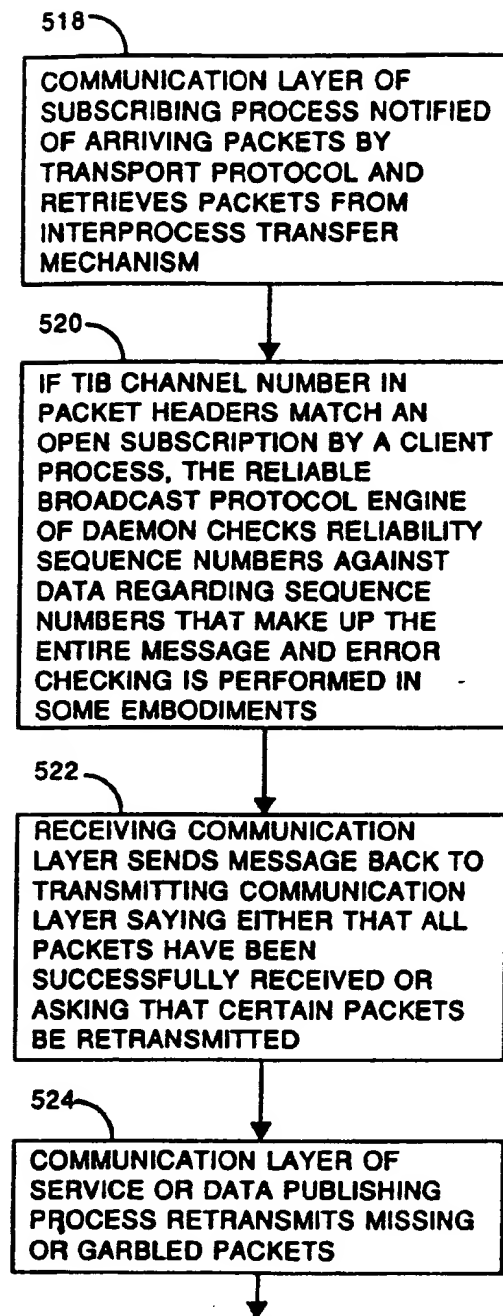 518
COMMUNICATION LAYER OF
SUBSCRIBING PROCESS NOTIFIED
OF ARRIVING PACKETS BY
TRANSPORT PROTOCOL AND
RETRIEVES PACKETS FROM
INTERPROCESS TRANSFER
MECHANISM
520
IF TIB CHANNEL NUMBER IN
PACKET HEADERS MATCH AN
OPEN SUBSCRIPTION BY A CLIENT
PROCESS, THE RELIABLE
BROADCAST PROTOCOL ENGINE
OF DAEMON CHECKS RELIABILITY
SEQUENCE NUMBERS AGAINST
DATA REGARDING SEQUENCE
NUMBERS THAT MAKE UP THE
ENTIRE MESSAGE AND ERROR
CHECKING IS PERFORMED IN
SOME EMBODIMENTS
522
RECEIVING COMMUNICATION
LAYER SENDS MESSAGE BACK TO
TRANSMITTING COMMUNICATION
LAYER SAYING EITHER THAT ALL
PACKETS HAVE BEEN
SUCCESSFULLY RECEIVED OR
ASKING THAT CERTAIN PACKETS
BE RETRANSMITTED
524
COMMUNICATION LAYER OF
SERVICE OR DATA PUBLISHING
PROCESS RETRANSMITS MISSING
OR GARBLED PACKETS